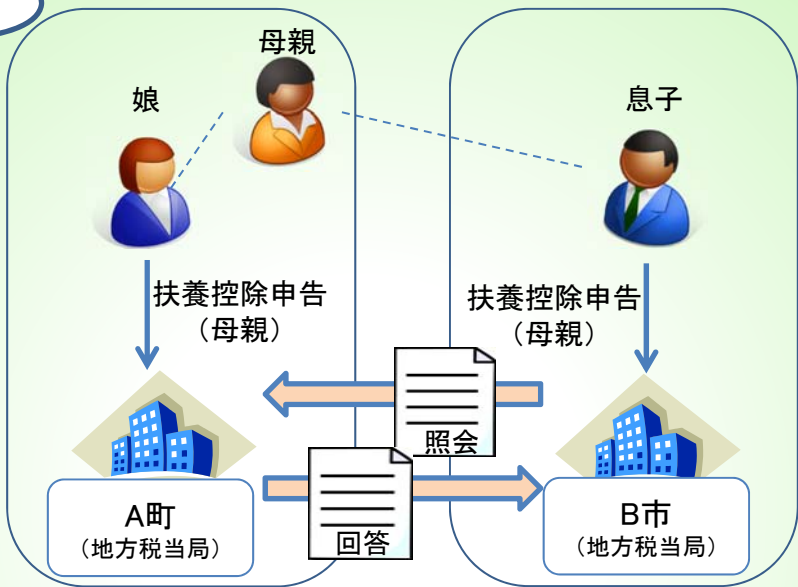 母親
娘
息子
扶養控除申告
（母親）
扶養控除申告
（母親）
照会
回答
A町
（地方税当局）
B市
（地方税当局）